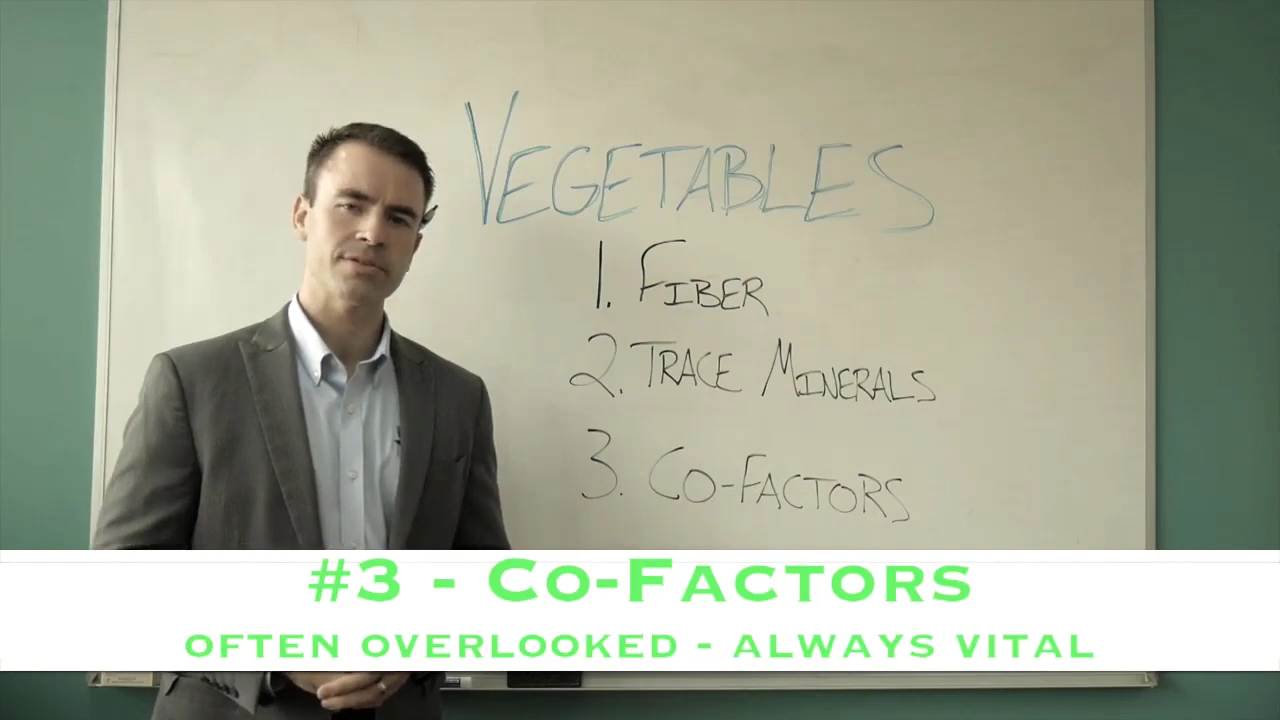 VEGETABLES
1. FIBER
2. TRACE MINERALS
3. CO-FACTORS
#3 - CO-FACTORS
OFTEN OVERLOOKED - ALWAYS VITAL